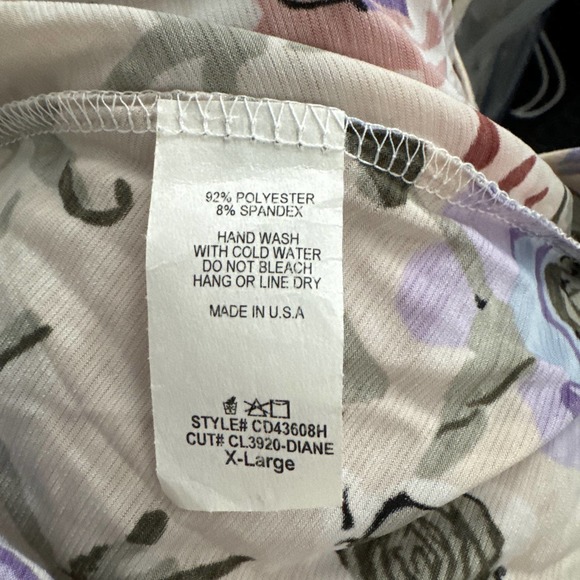 92% POLYESTER
8% SPANDEX
HAND WASH
WITH COLD WATER
DO NOT BLEACH
HANG OR LINE DRY
MADE IN U.S.A
STYLE# CD43608H
CUT# CL3920-DIANE
X-Large